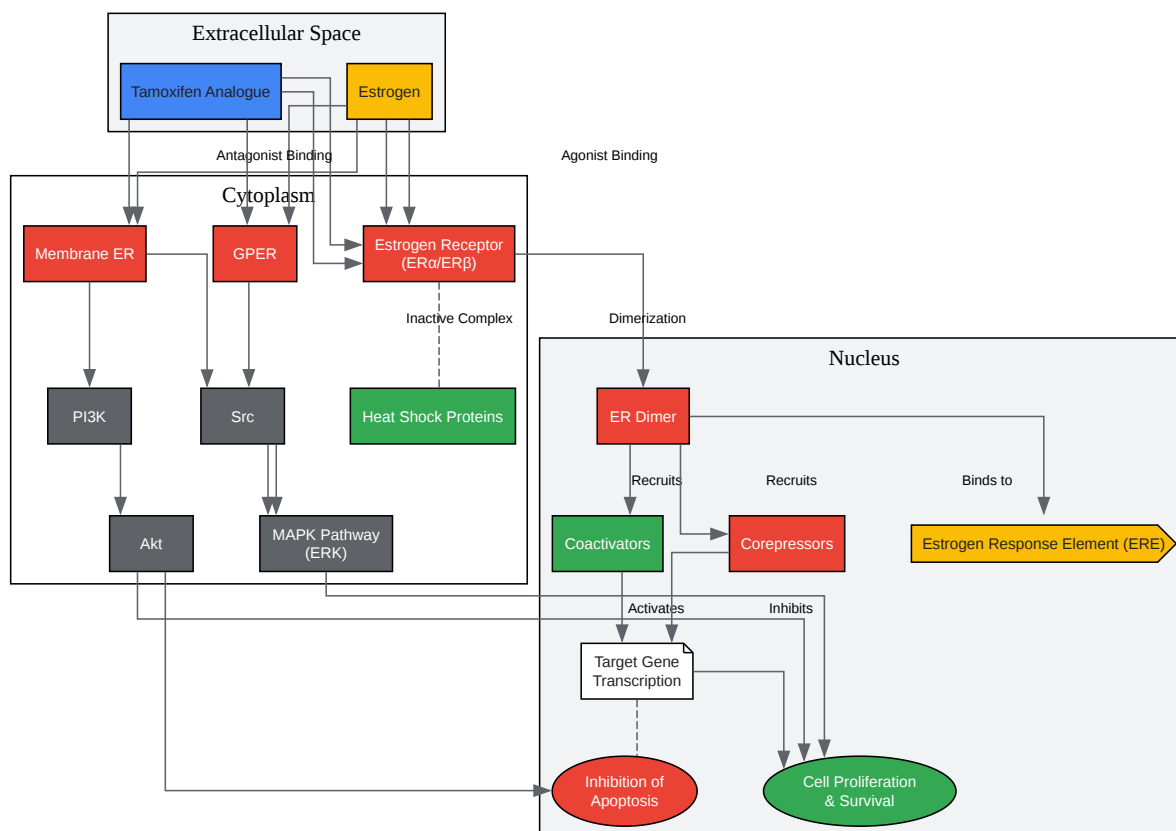 Extracellular Space
Tamoxifen Analogue
Estrogen
Antagonist Binding
Agonist Binding
Cytoplasm
Membrane ER
GPER
Estrogen Receptor
(ERα/ERβ)
Inactive Complex
Dimerization
Nucleus
PI3K
Src
Heat Shock Proteins
ER Dimer
Recruits
Recruits
Binds to
Akt
MAPK Pathway
(ERK)
Coactivators
Corepressors
Estrogen Response Element (ERE)
Activates
Inhibits
Target Gene
Transcription
Inhibition of
Apoptosis
Cell Proliferation
& Survival